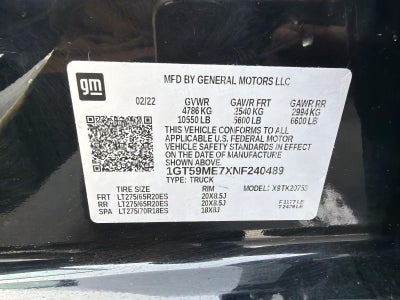 gm
MFD BY GENERAL MOTORS LLC
02/22 GVWR GAWR FRT GAWR RR
4786 KG 2540 KG 2994 KG
10550 LB 5600 LB 6600 LB
THIS VEHICLE CONFORMS TO ALL
APPLICABLE U.S. FEDERAL MOTOR
VEHICLE SAFETY STANDARDS IN EFFECT
ON THE DATE OF MANUFACTURE SHOWN ABOVE.
1GT59ME7XNF240489
TYPE: TRUCK
TIRE SIZE RIM MODEL: X8TK20753
FRT LT275/65R20ES 20X8.5J
RR LT275/65R20ES 20X8.5J
SPA LT275/70R18ES 18X8J